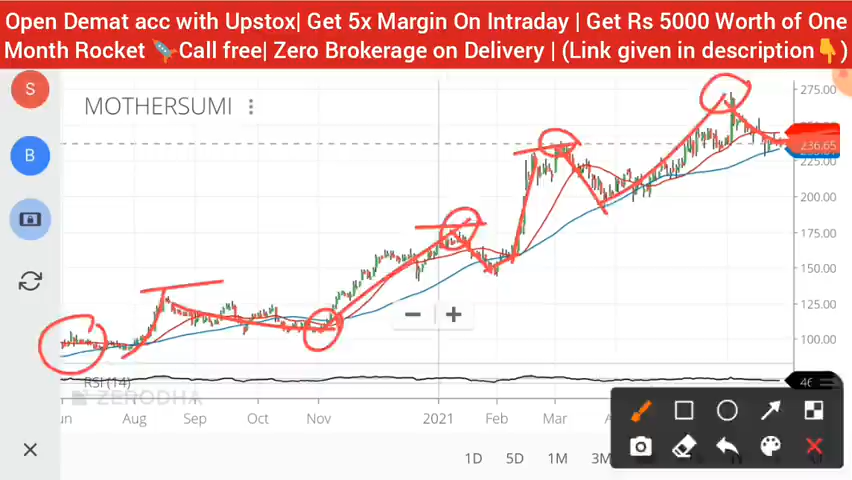 Open Demat acc with Upstox| Get 5x Margin On Intraday | Get Rs 5000 Worth of One
Month Rocket 🚀Call free| Zero Brokerage on Delivery | (Link given in description👇)
S
MOTHERSUMI
B
275.00
236.65
225.00
200.00
175.00
150.00
125.00
100.00
RSI (14)
46
ZERODHA
Aug Sep Oct Nov 2021 Feb Mar
1D 5D 1M 3M